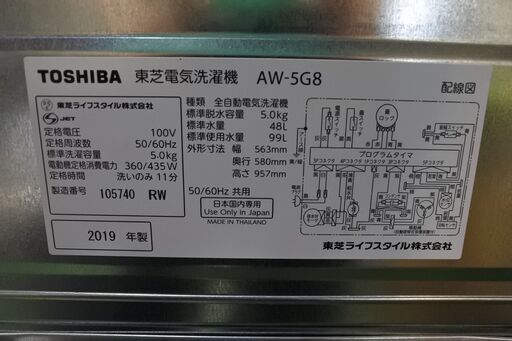 TOSHIBA 東芝電気洗濯機 AW-5G8
配線図
東芝ライフスタイル株式会社
S JET
定格電圧 100V
定格周波数 50/60Hz
標準洗濯容量 5.0kg
電動機定格消費電力 360/435W
定格時間 洗いのみ 11分
製造番号 105740 RW
2019 年製
種類 全自動電気洗濯機
標準脱水容量 5.0kg
標準水量 48L
標準使用水量 99L
外形寸法 幅 563mm
奥行 580mm
高さ 957mm
50/60Hz 共用
日本国内専用
Use Only in Japan
MADE IN THAILAND
プログラムタイマ
東芝ライフスタイル株式会社